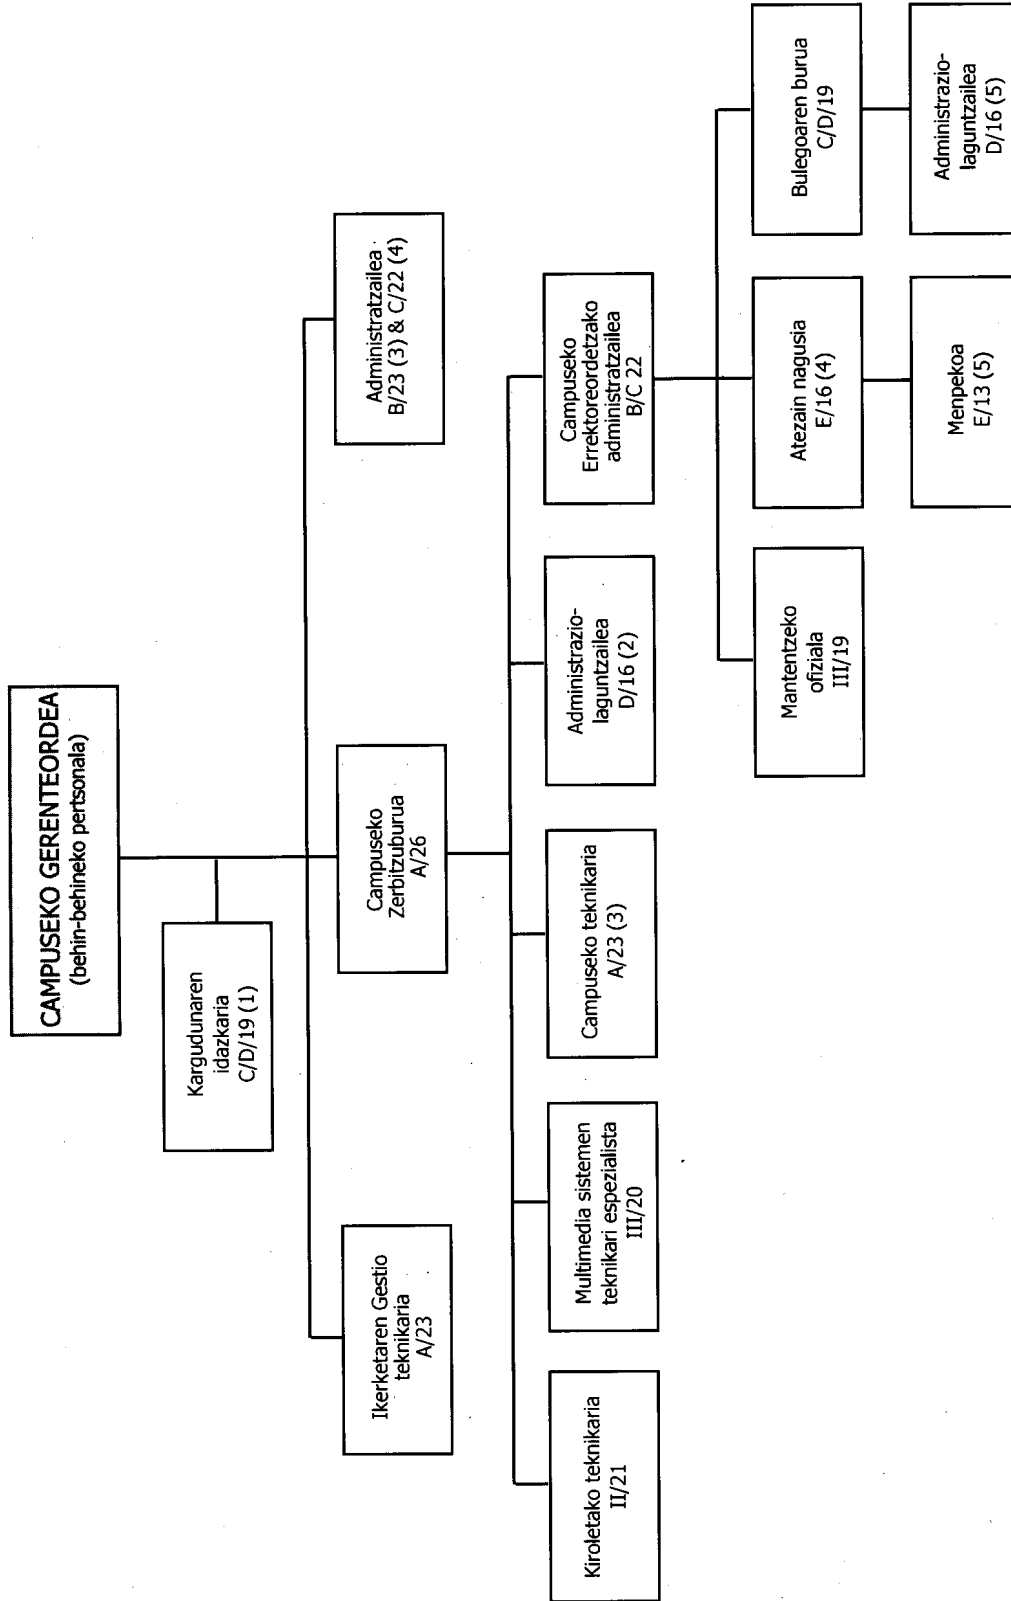 CAMPUSEKO GERENTEORDEA
(behin-behineko pertsonala)
Kargudunaren
idazkaria
C/D/19 (1)
Ikerketaren Gestio
teknikaria
A/23
Campuseko
Zerbitzuburua
A/26
Administratzailea
B/23 (3) & C/22 (4)
Kiroletako teknikaria
II/21
Multimedia sistemen
teknikari espezialista
III/20
Campuseko teknikaria
A/23 (3)
Administrazio-
laguntzailea
D/16 (2)
Campuseko
Errektoreordetzako
administratzailea
B/C 22
Mantentzeko
ofiziala
III/19
Atezain nagusia
E/16 (4)
Bulegoaren burua
C/D/19
Menpekoa
E/13 (5)
Administrazio-
laguntzailea
D/16 (5)